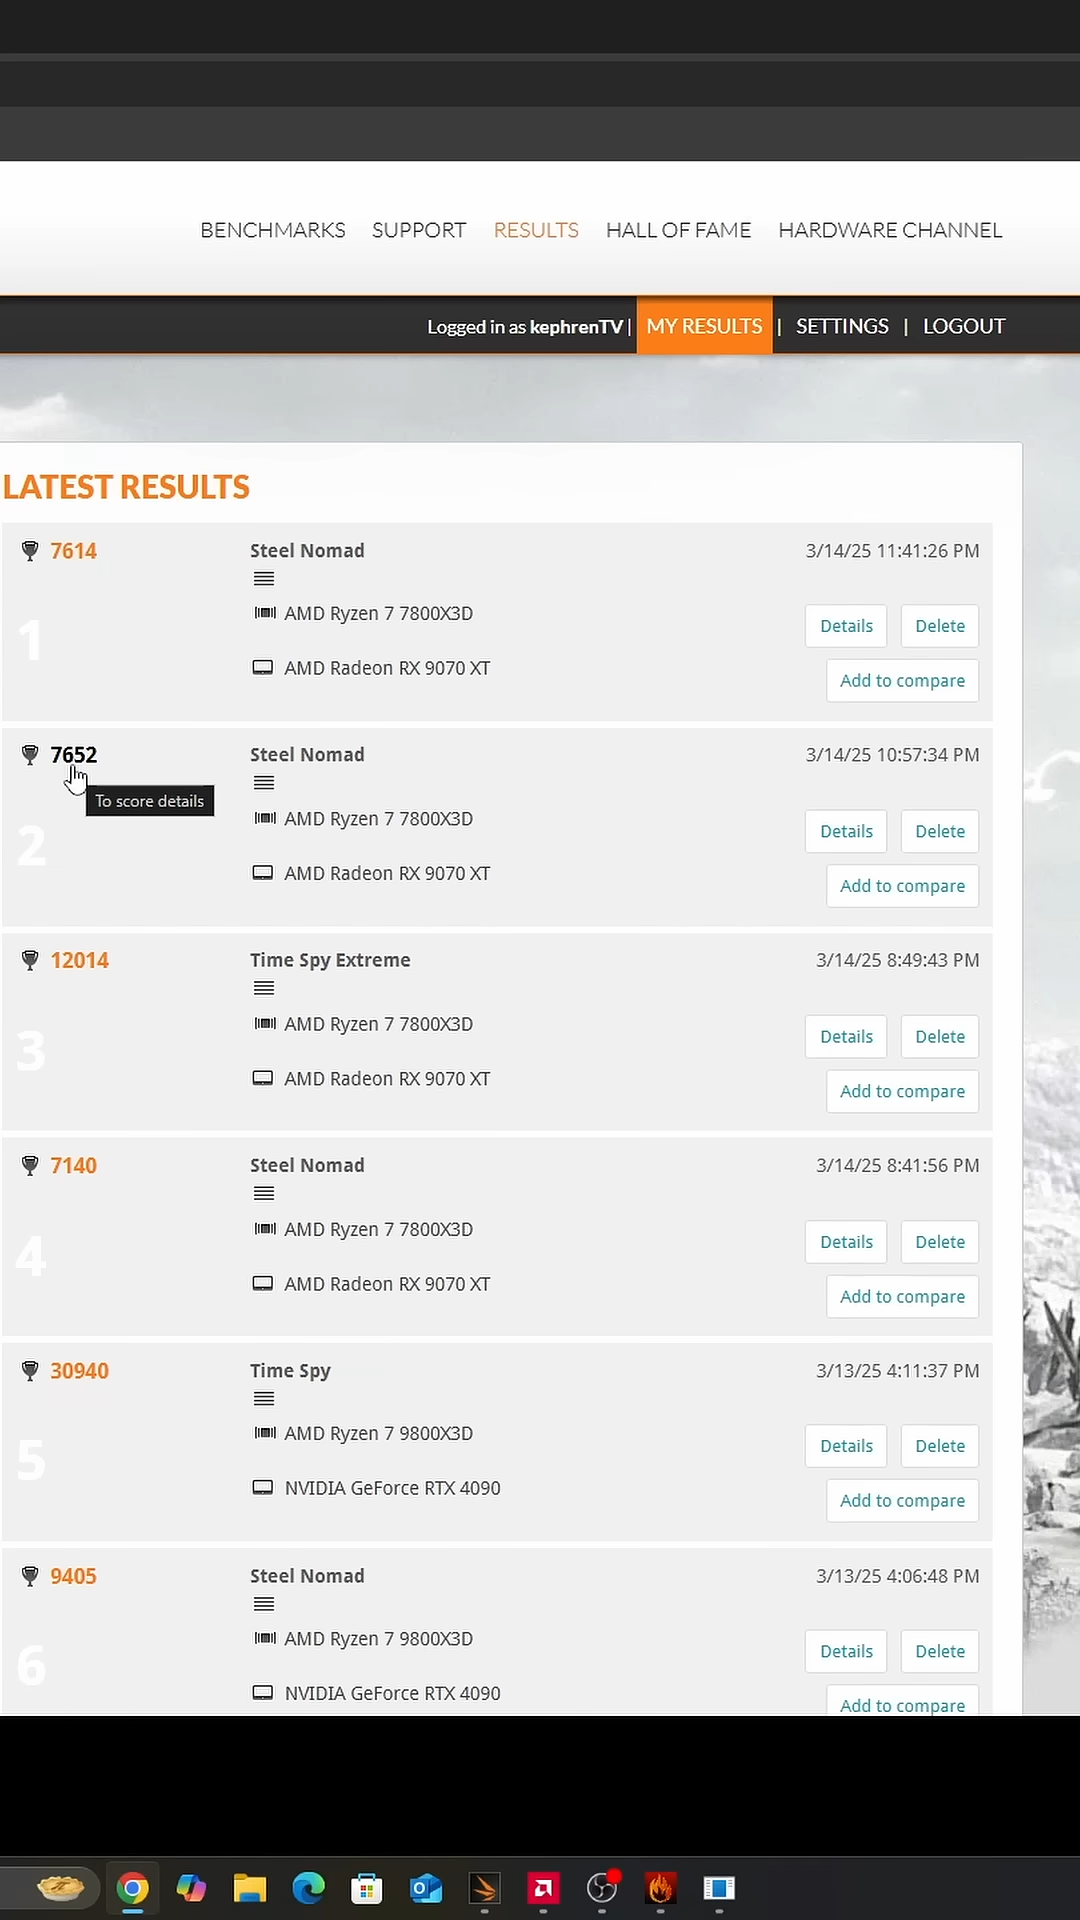 BENCHMARKS SUPPORT RESULTS HALL OF FAME HARDWARE CHANNEL
Logged in as kephrenTV | MY RESULTS | SETTINGS | LOGOUT
LATEST RESULTS
7614 Steel Nomad 3/14/25 11:41:26 PM
1 AMD Ryzen 7 7800X3D Details Delete
AMD Radeon RX 9070 XT Add to compare
7652 Steel Nomad 3/14/25 10:57:34 PM
To score details
2 AMD Ryzen 7 7800X3D Details Delete
AMD Radeon RX 9070 XT Add to compare
12014 Time Spy Extreme 3/14/25 8:49:43 PM
3 AMD Ryzen 7 7800X3D Details Delete
AMD Radeon RX 9070 XT Add to compare
7140 Steel Nomad 3/14/25 8:41:56 PM
4 AMD Ryzen 7 7800X3D Details Delete
AMD Radeon RX 9070 XT Add to compare
30940 Time Spy 3/13/25 4:11:37 PM
5 AMD Ryzen 7 9800X3D Details Delete
NVIDIA GeForce RTX 4090 Add to compare
9405 Steel Nomad 3/13/25 4:06:48 PM
6 AMD Ryzen 7 9800X3D Details Delete
NVIDIA GeForce RTX 4090 Add to compare